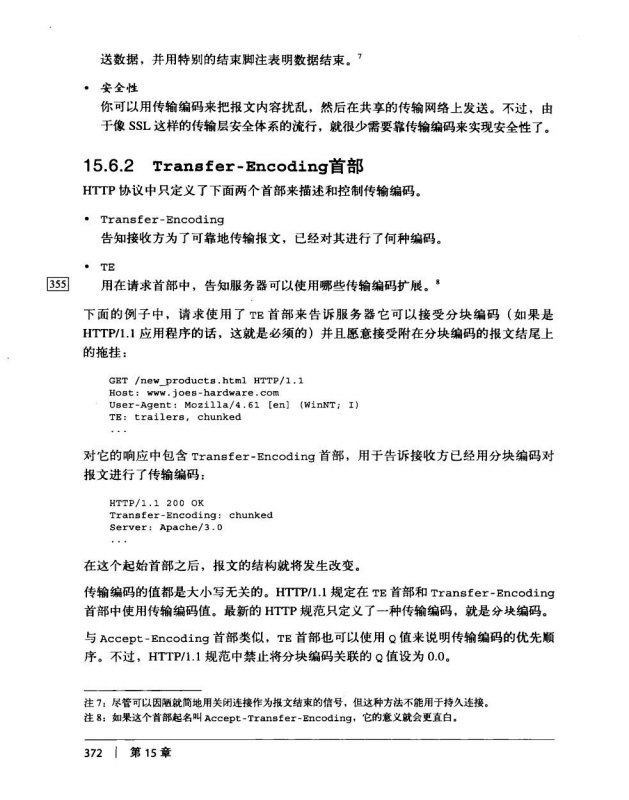 送数据，并用特别的结束脚注表明数据结束。7
• 安全性
你可以用传输编码来把报文内容扰乱，然后在共享的传输网络上发送。不过，由
于像 SSL 这样的传输层安全体系的流行，就很少需要靠传输编码来实现安全性了。
15.6.2 Transfer-Encoding首部
HTTP 协议中只定义了下面两个首部来描述和控制传输编码。
• Transfer-Encoding
告知接收方为了可靠地传输报文，已经对其进行了何种编码。
• TE
355 用在请求首部中，告知服务器可以使用哪些传输编码扩展。8
下面的例子中，请求使用了 TE 首部来告诉服务器它可以接受分块编码（如果是
HTTP/1.1 应用程序的话，这就是必须的）并且愿意接受附在分块编码的报文结尾上
的拖挂：
GET /new_products.html HTTP/1.1
Host: www.joes-hardware.com
User-Agent: Mozilla/4.61 [en] (WinNT; I)
TE: trailers, chunked
...
对它的响应中包含 Transfer-Encoding 首部，用于告诉接收方已经用分块编码对
报文进行了传输编码：
HTTP/1.1 200 OK
Transfer-Encoding: chunked
Server: Apache/3.0
...
在这个起始首部之后，报文的结构就将发生改变。
传输编码的值都是大小写无关的。HTTP/1.1 规定在 TE 首部和 Transfer-Encoding
首部中使用传输编码值。最新的 HTTP 规范只定义了一种传输编码，就是分块编码。
与 Accept-Encoding 首部类似，TE 首部也可以使用 Q 值来说明传输编码的优先顺
序。不过，HTTP/1.1 规范中禁止将分块编码关联的 Q 值设为 0.0。
注 7：尽管可以因陋就简地用关闭连接作为报文结束的信号，但这种方法不能用于持久连接。
注 8：如果这个首部起名叫 Accept-Transfer-Encoding，它的意义就会更直白。
372 | 第 15 章